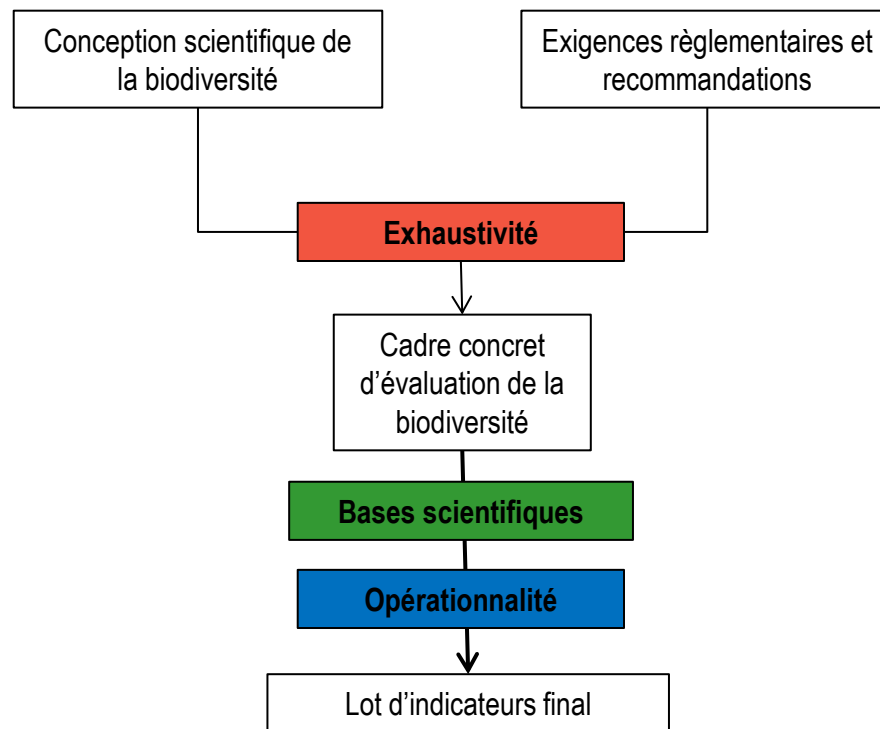 Conception scientifique de
la biodiversité
Exigences règlementaires et
recommandations
Exhaustivité
Cadre concret
d’évaluation de la
biodiversité
Bases scientifiques
Opérationnalité
Lot d’indicateurs final